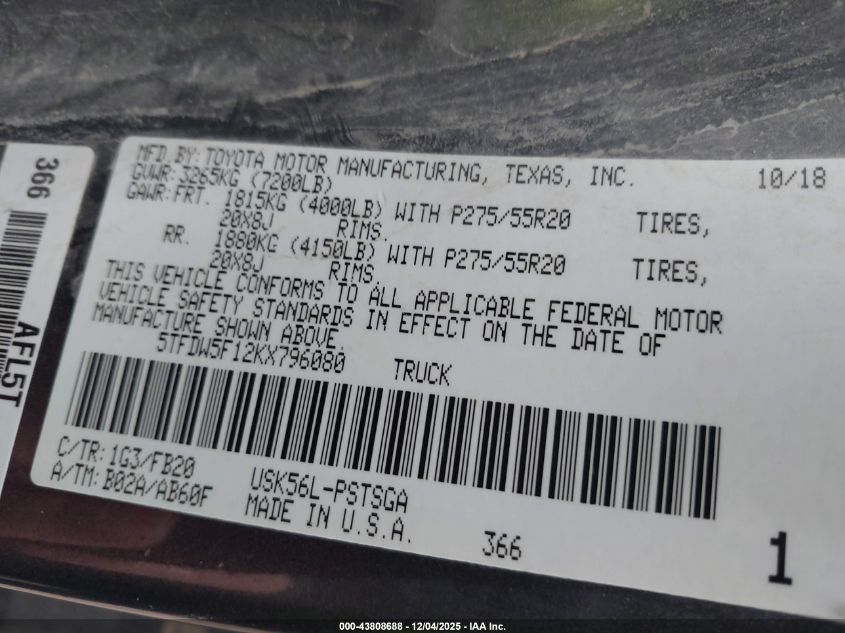 MFD.BY: TOYOTA MOTOR MANUFACTURING, TEXAS, INC. 10/18
GVWR: 3265KG (7200LB)
GAWR: FRT. 1815KG (4000LB) WITH P275/55R20 TIRES,
20X8J RIMS.
RR. 1880KG (4150LB) WITH P275/55R20 TIRES,
20X8J RIMS.
THIS VEHICLE CONFORMS TO ALL APPLICABLE FEDERAL MOTOR
VEHICLE SAFETY STANDARDS IN EFFECT ON THE DATE OF
MANUFACTURE SHOWN ABOVE.
5TFDW5F12KX796080 TRUCK
C/TR: 1G3/FB20
A/TM: B02A/AB60F
USK56L-PSTSGA
MADE IN U.S.A.
366
1
366
AFL5T
000-43808688 - 12/04/2025 - IAA Inc.